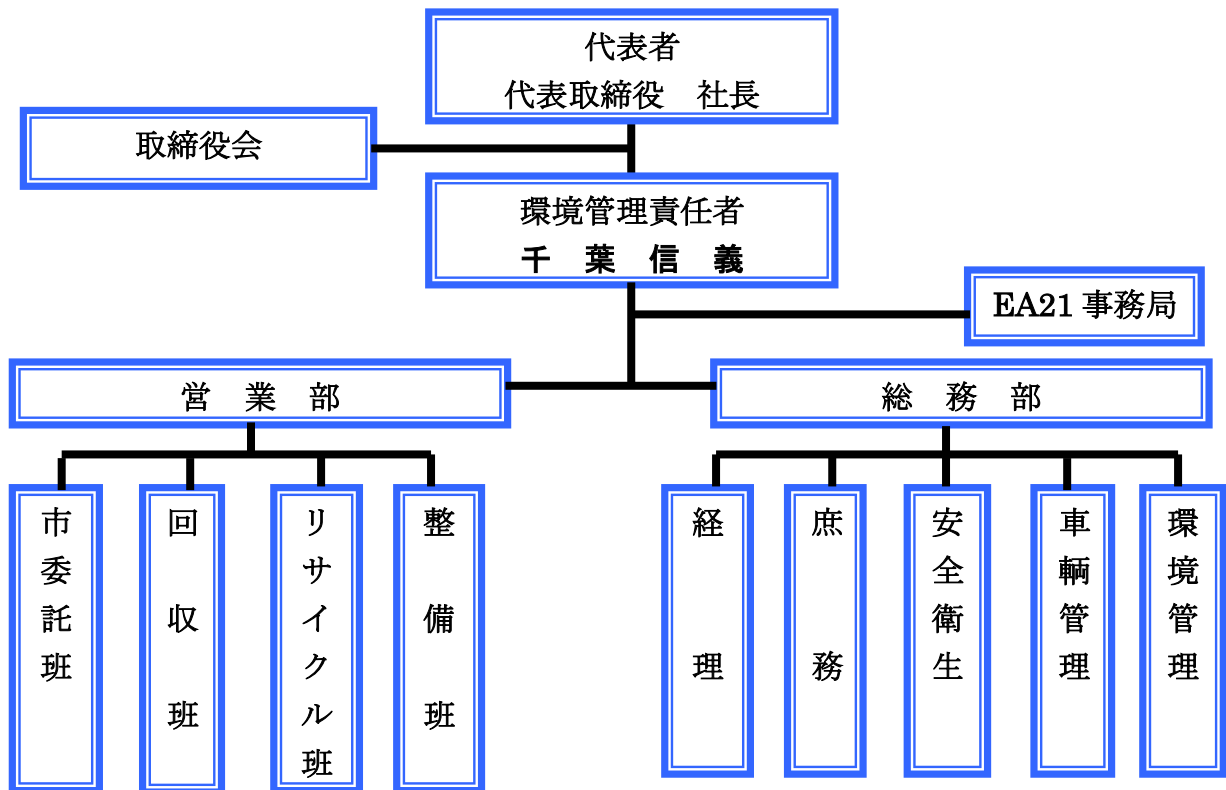 代表者
代表取締役　社長
取締役会
環境管理責任者
千　葉　信　義
EA21 事務局
営　業　部
総　務　部
市委託班
回収班
リサイクル班
整備班
経理
庶務
安全衛生
車輌管理
環境管理